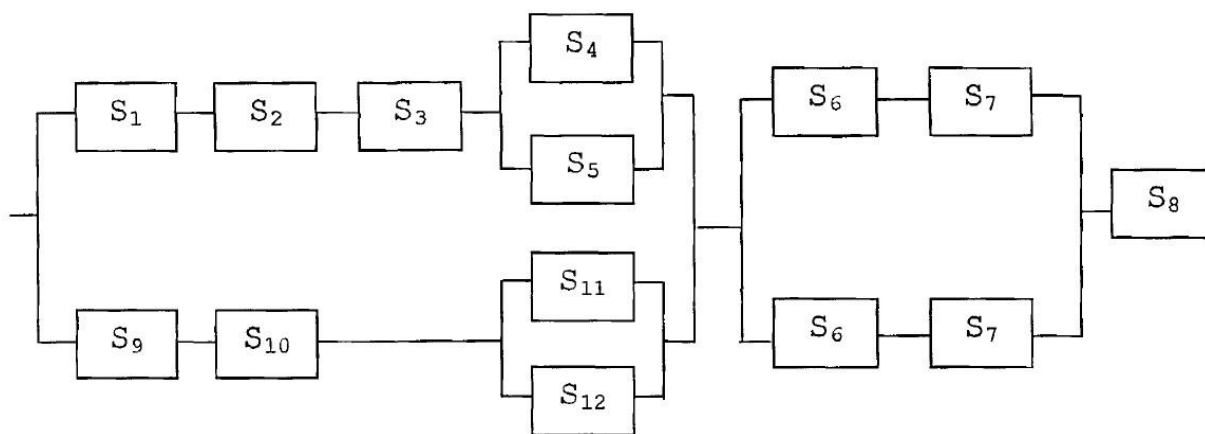 S₄
S₁ S₂ S₃ S₆ S₇
S₅
S₈
S₁₁
S₉ S₁₀ S₆ S₇
S₁₂